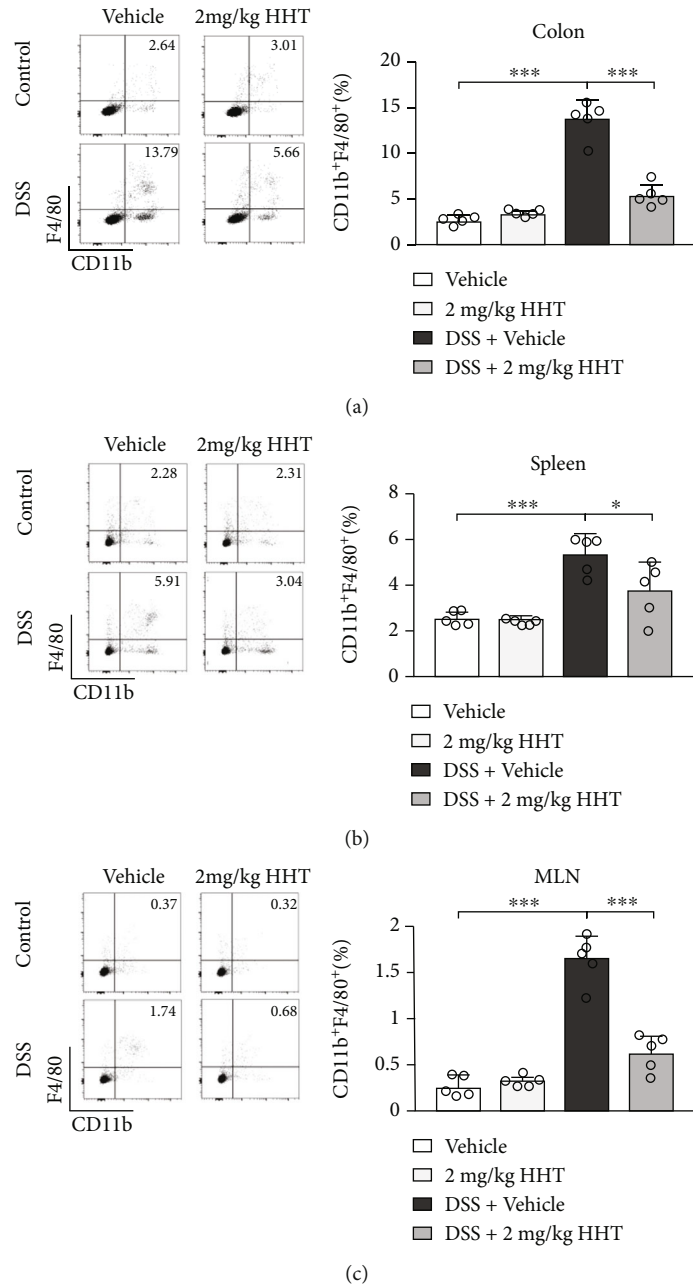 Vehicle 2mg/kg HHT
Control
2.64
3.01
DSS
13.79
5.66
F4/80
CD11b
Colon
CD11b+F4/80+(%)
20
15
10
5
0
***
***
Vehicle
2 mg/kg HHT
DSS + Vehicle
DSS + 2 mg/kg HHT
(a)
Vehicle 2mg/kg HHT
Control
2.28
2.31
DSS
5.91
3.04
F4/80
CD11b
Spleen
CD11b+F4/80+(%)
8
6
4
2
0
***
*
Vehicle
2 mg/kg HHT
DSS + Vehicle
DSS + 2 mg/kg HHT
(b)
Vehicle 2mg/kg HHT
Control
0.37
0.32
DSS
1.74
0.68
F4/80
CD11b
MLN
CD11b+F4/80+(%)
2
1.5
1
0.5
0
***
***
Vehicle
2 mg/kg HHT
DSS + Vehicle
DSS + 2 mg/kg HHT
(c)